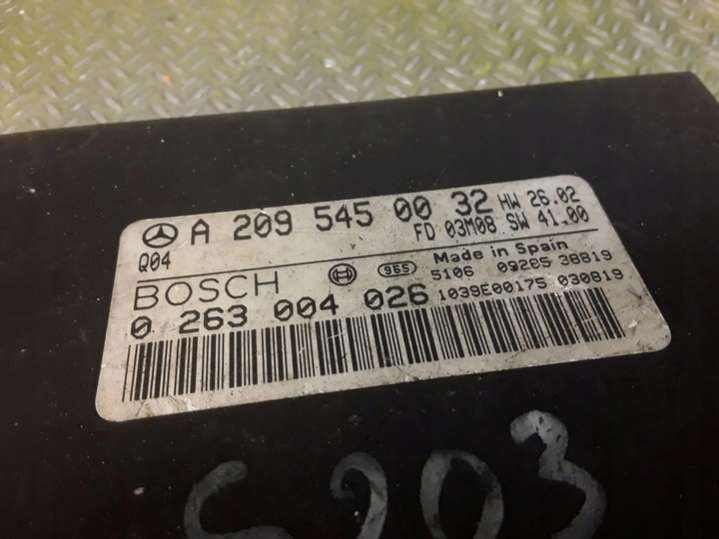 A 209 545 00 32 HW 26.02
Q04 FD 03M08 SW 41.00
BOSCH 965 Made in Spain
5106 09285 38819
0 263 004 026 1039E00175 030819
S203